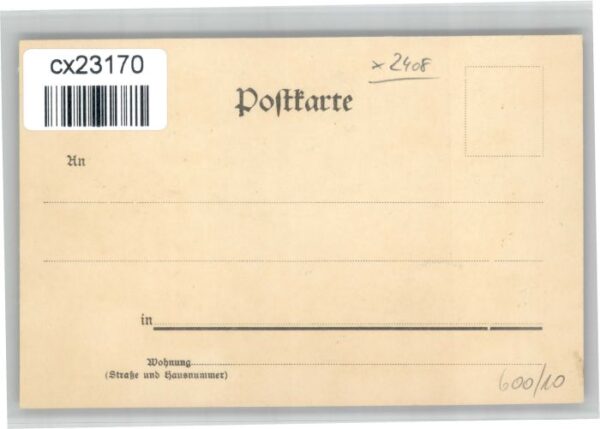 cx23170
x 2408
Postkarte
An
in
Wohnung
(Straße und Hausnummer)
600/10